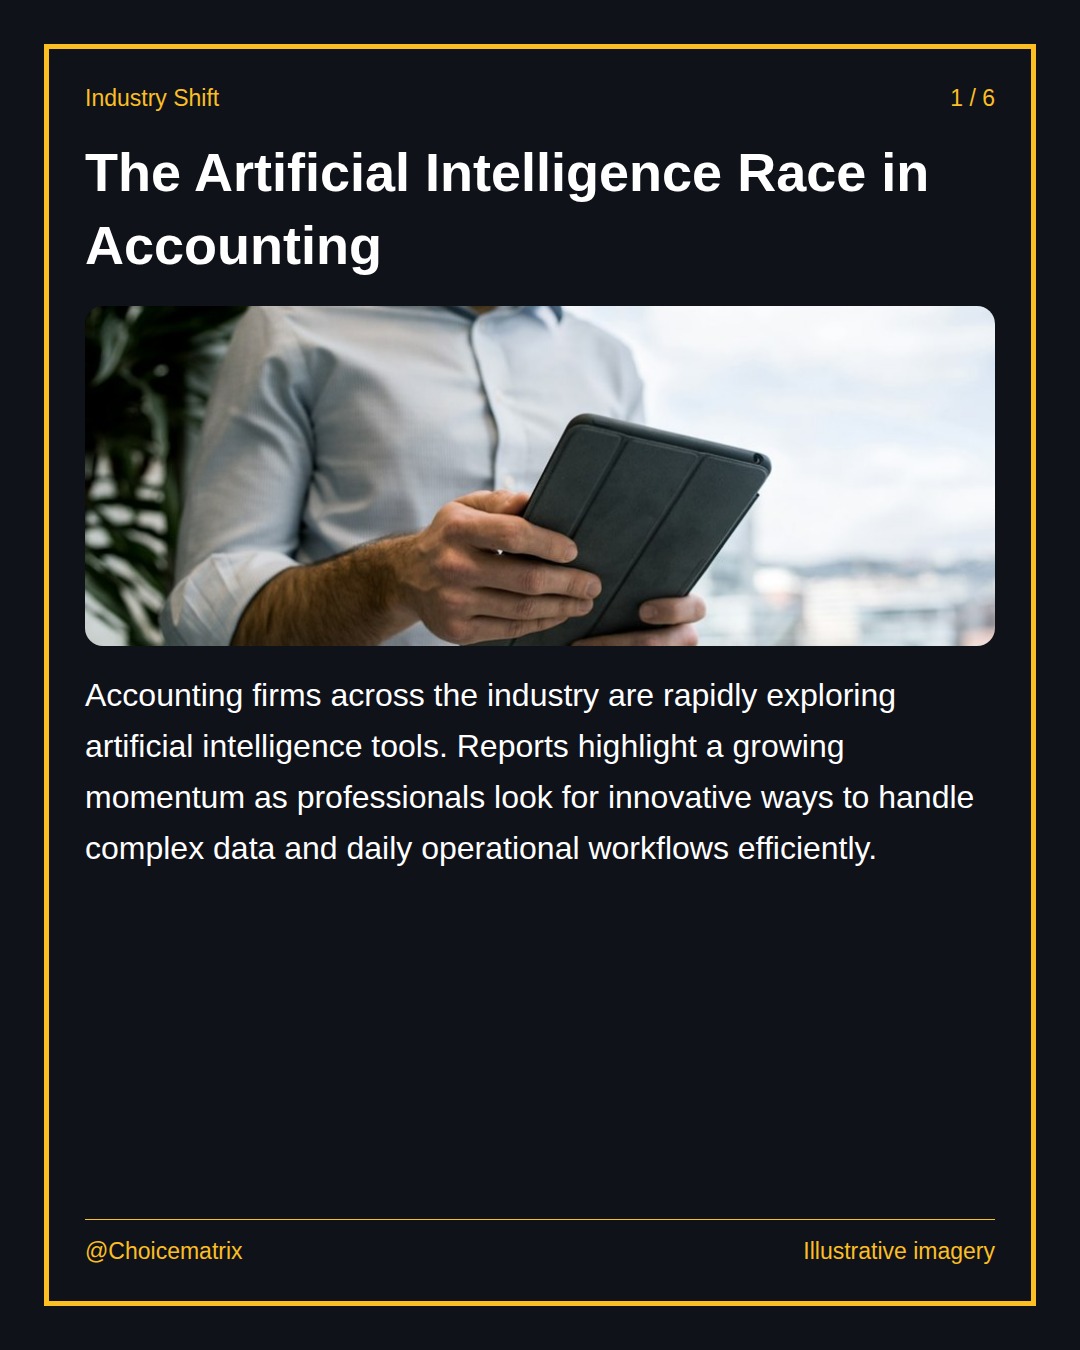 Industry Shift
1 / 6
The Artificial Intelligence Race in
Accounting
Accounting firms across the industry are rapidly exploring
artificial intelligence tools. Reports highlight a growing
momentum as professionals look for innovative ways to handle
complex data and daily operational workflows efficiently.
@Choicematrix
Illustrative imagery